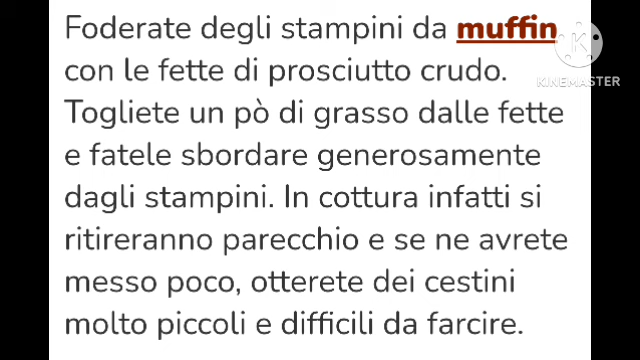 Foderate degli stampini da muffin
con le fette di prosciutto crudo.
Togliete un pò di grasso dalle fette
e fatele sbordare generosamente
dagli stampini. In cottura infatti si
ritireranno parecchio e se ne avrete
messo poco, otterete dei cestini
molto piccoli e difficili da farcire.
K
KINEMASTER